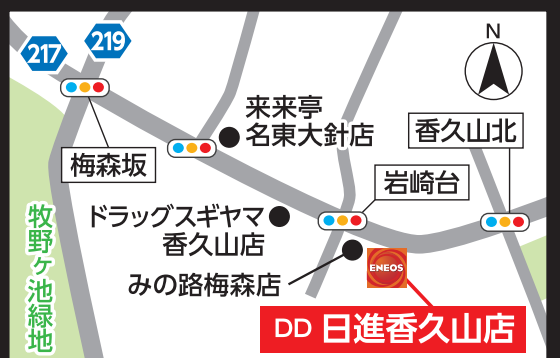 217
219
N
来来亭
名東大針店
香久山北
梅森坂
岩崎台
ドラッグスギヤマ
香久山店
牧野ヶ池緑地
みの路梅森店
ENEOS
DD 日進香久山店